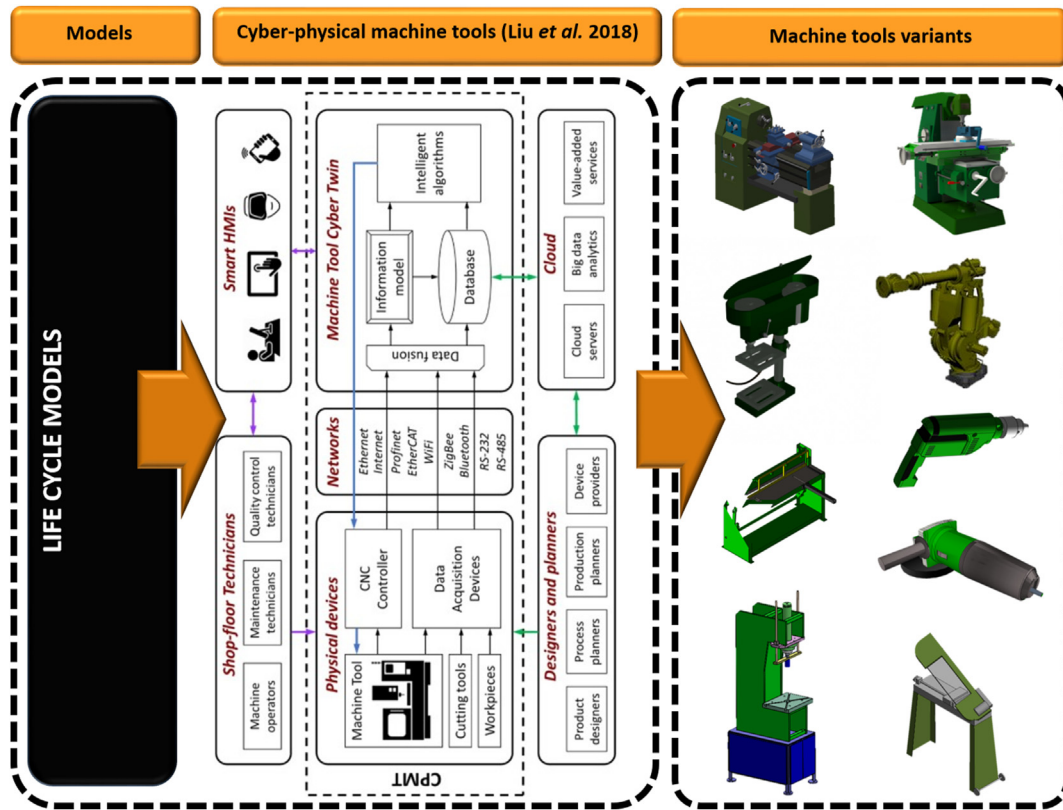 Models
Cyber-physical machine tools (Liu et al. 2018)
Machine tools variants
LIFE CYCLE MODELS
Shop-floor Technicians
Machine
operators
Maintenance
technicians
Quality control
technicians
Smart HMIs
CPMT
Physical devices
Machine Tool
Cutting tools
Workpieces
CNC
Controller
Data
Acquisition
Devices
Networks
Ethernet
Internet
Profinet
EtherCAT
WiFi
ZigBee
Bluetooth
RS-232
RS-485
Machine Tool Cyber Twin
Data fusion
Information
model
Database
Intelligent
algorithms
Designers and planners
Product
designers
Process
planners
Production
planners
Device
providers
Cloud
Cloud
servers
Big data
analytics
Value-added
services